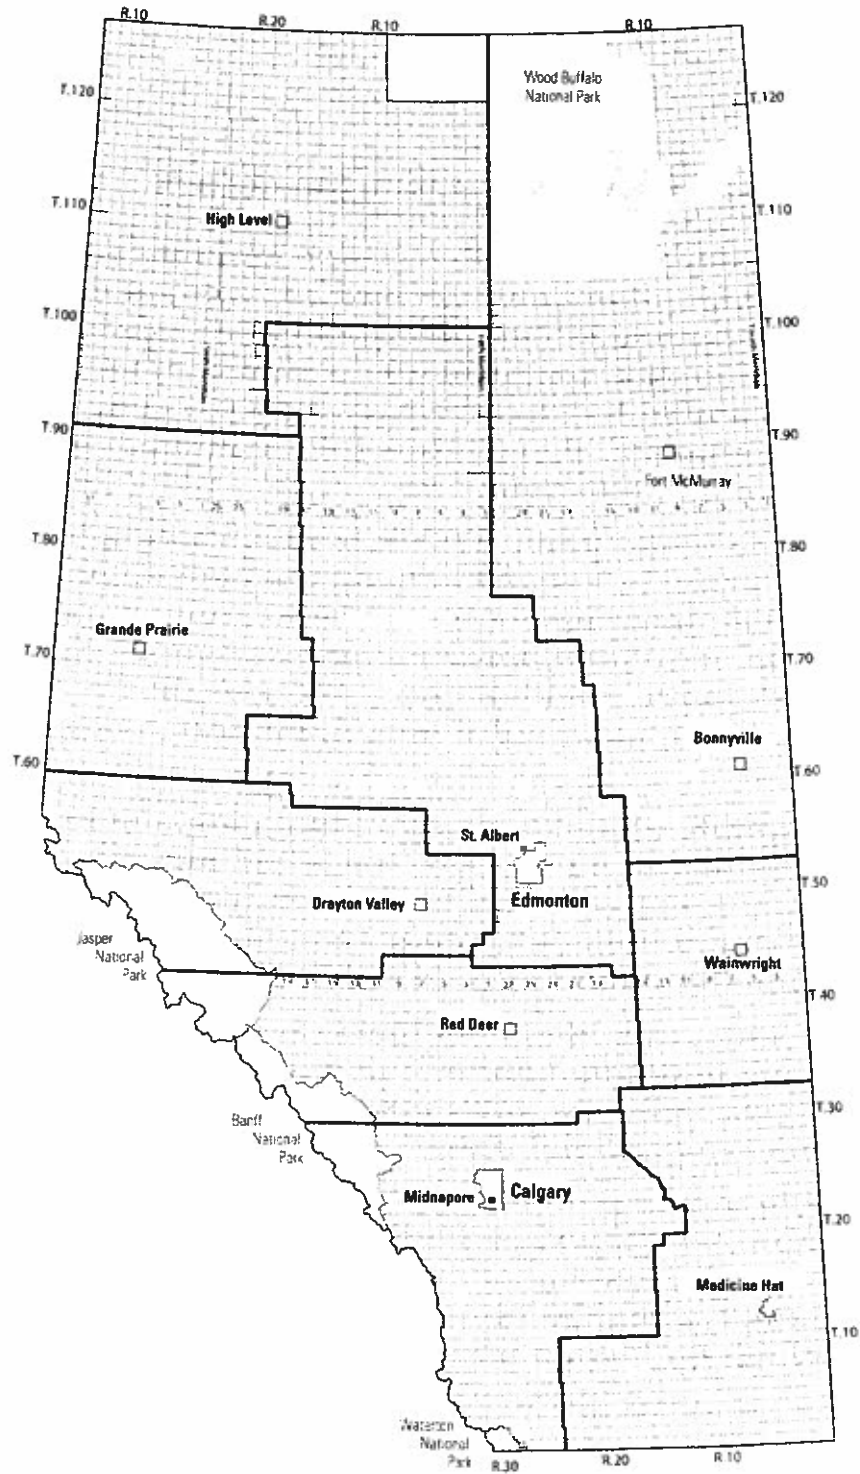 R.10
R.20
R.10
R.10
Wood Buffalo
National Park
T.120
T.120
T.110
T.110
High Level
T.100
T.100
T.90
T.90
Fort McMurray
T.80
T.80
Grande Prairie
T.70
T.70
Bonnyville
T.60
T.60
St. Albert
T.50
Drayton Valley
Edmonton
Jasper
National
Park
Wainwright
T.40
Red Deer
T.30
Banff
National
Park
Midnapore
Calgary
T.20
Medicine Hat
T.10
Waterton
National
Park
R.30
R.20
R.10